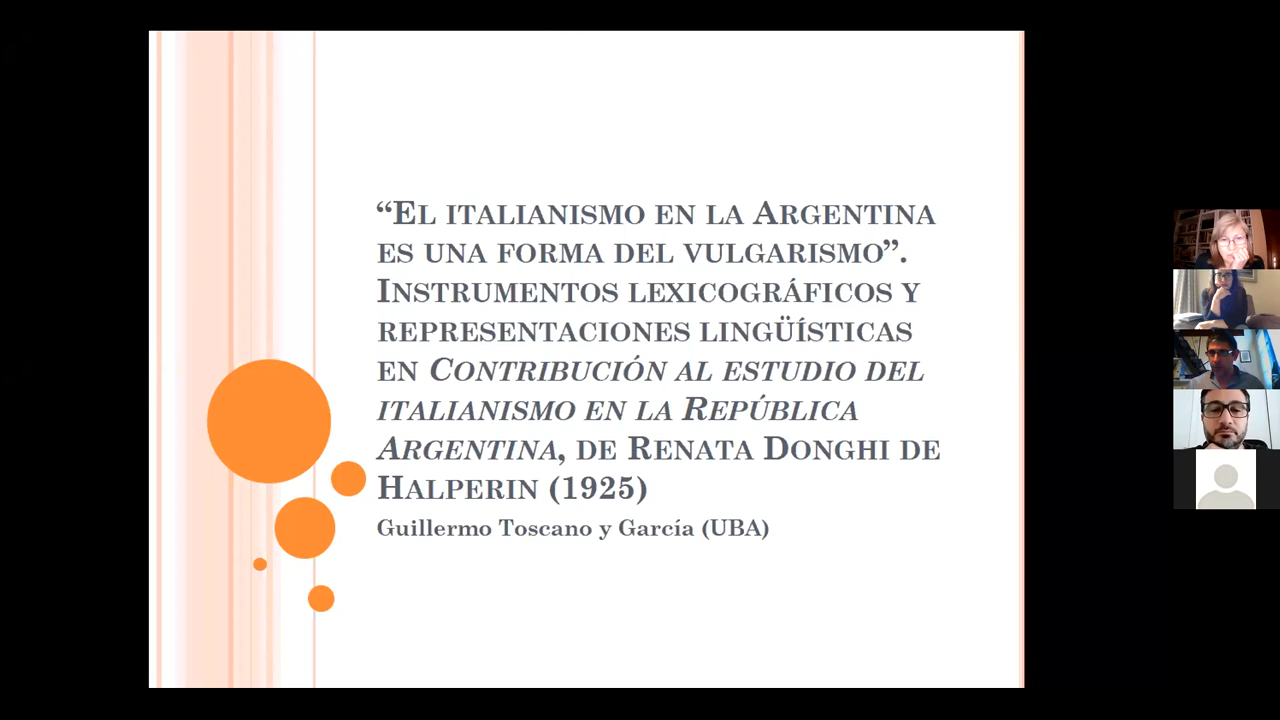 “El italianismo en la Argentina
es una forma del vulgarismo”.
Instrumentos lexicográficos y
representaciones lingüísticas
en Contribución al estudio del
italianismo en la República
Argentina, de Renata Donghi de
Halperin (1925)
Guillermo Toscano y García (UBA)